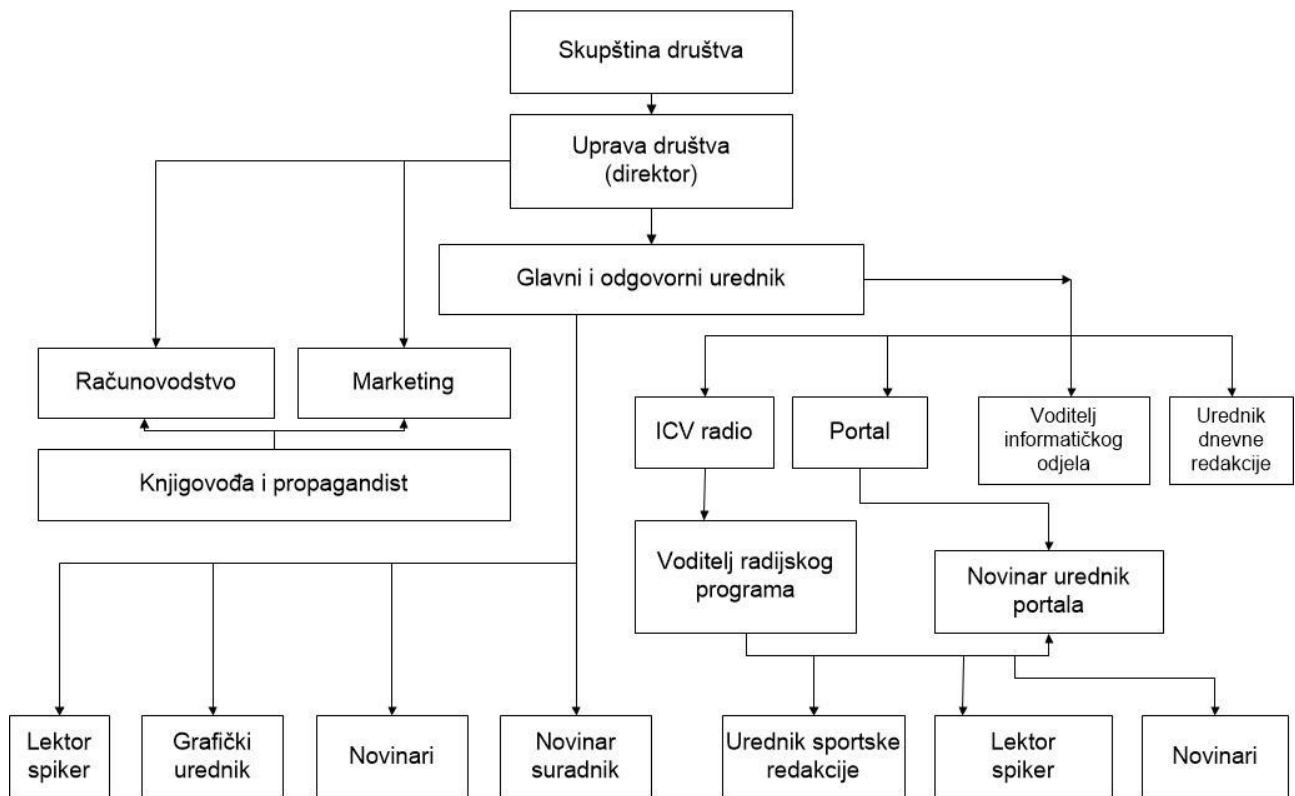 Skupština društva
Uprava društva
(direktor)
Glavni i odgovorni urednik
Računovodstvo
Marketing
Knjigovođa i propagandist
ICV radio
Portal
Voditelj
informatičkog
odjela
Urednik
dnevne
redakcije
Voditelj radijskog
programa
Novinar urednik
portala
Lektor
spiker
Grafički
urednik
Novinari
Novinar
suradnik
Urednik sportske
redakcije
Lektor
spiker
Novinari